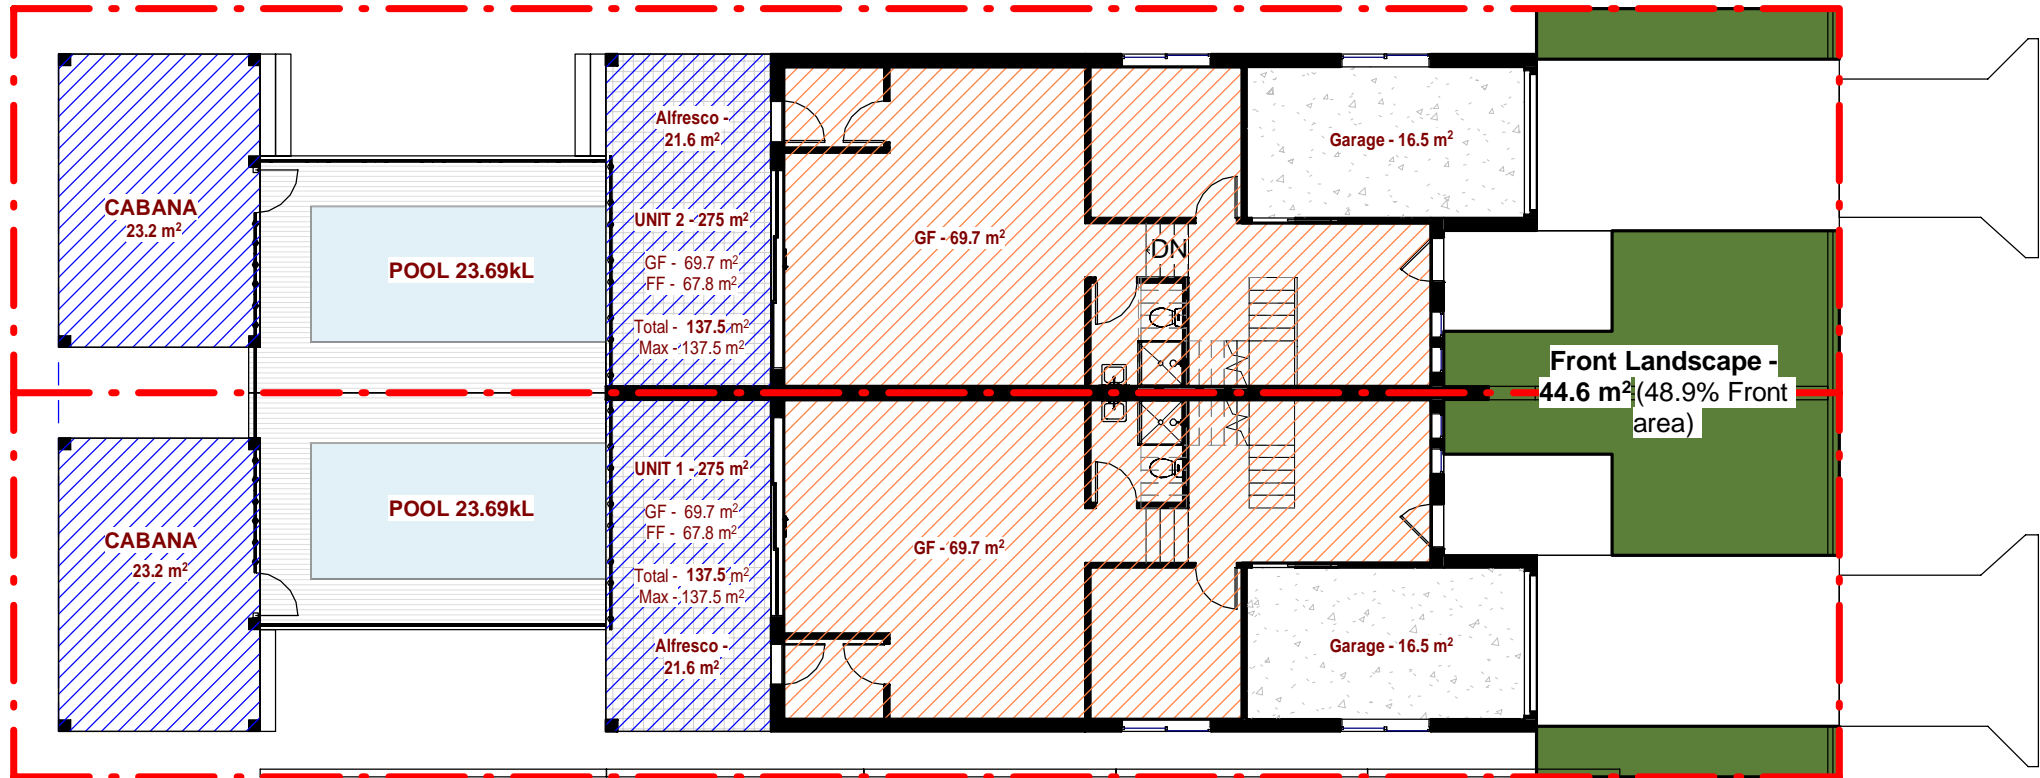 CABANA
23.2 m²
POOL 23.69kL
Alfresco -
21.6 m²
UNIT 2 - 275 m²
GF - 69.7 m²
FF - 67.8 m²
Total - 137.5 m²
Max - 137.5 m²
GF - 69.7 m²
DN
Garage - 16.5 m²
Front Landscape -
44.6 m² (48.9% Front
area)
CABANA
23.2 m²
POOL 23.69kL
UNIT 1 - 275 m²
GF - 69.7 m²
FF - 67.8 m²
Total - 137.5 m²
Max - 137.5 m²
Alfresco -
21.6 m²
GF - 69.7 m²
Garage - 16.5 m²